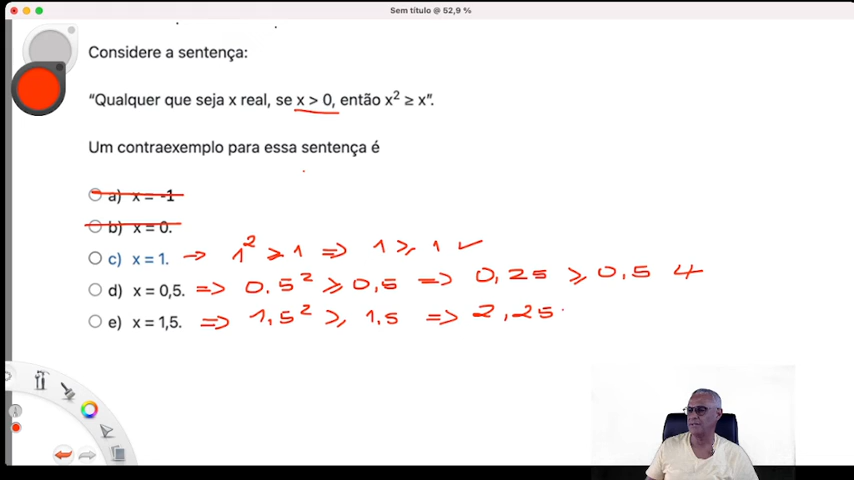 Sem título @ 52,9 %
Considere a sentença:
“Qualquer que seja x real, se x > 0, então x² ≥ x”.
Um contraexemplo para essa sentença é
a) x = -1
b) x = 0.
c) x = 1. → 1² ≥ 1 => 1 ≥ 1 ✓
d) x = 0,5. => 0.5² ≥ 0,5 => 0,25 ≥ 0,5
e) x = 1,5. => 1,5² ≥ 1,5 => 2,25